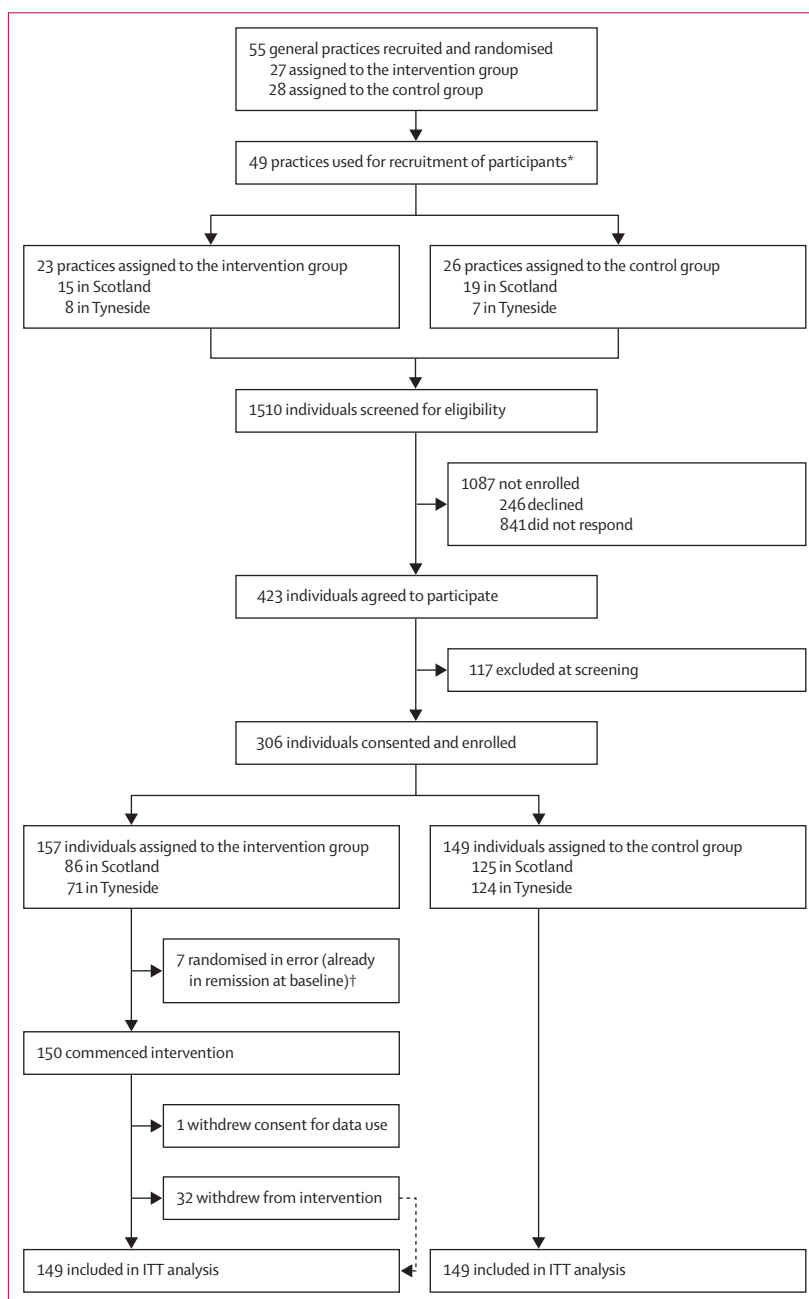 55 general practices recruited and randomised
27 assigned to the intervention group
28 assigned to the control group
49 practices used for recruitment of participants*
23 practices assigned to the intervention group
15 in Scotland
8 in Tyneside
26 practices assigned to the control group
19 in Scotland
7 in Tyneside
1510 individuals screened for eligibility
1087 not enrolled
246 declined
841 did not respond
423 individuals agreed to participate
117 excluded at screening
306 individuals consented and enrolled
157 individuals assigned to the intervention group
86 in Scotland
71 in Tyneside
149 individuals assigned to the control group
125 in Scotland
124 in Tyneside
7 randomised in error (already
in remission at baseline)†
150 commenced intervention
1 withdrew consent for data use
32 withdrew from intervention
149 included in ITT analysis
149 included in ITT analysis